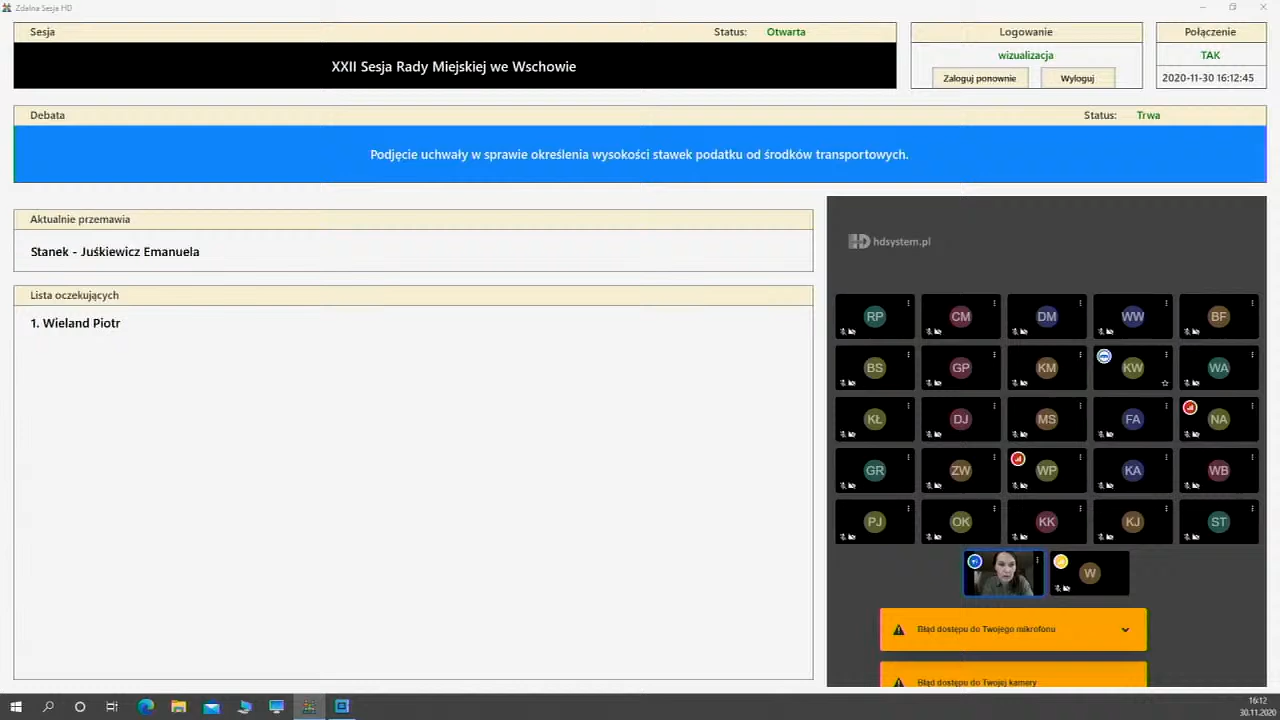 Zdalna Sesja HD
Sesja
Status: Otwarta
XXII Sesja Rady Miejskiej we Wschowie
Logowanie
wizualizacja
Zaloguj ponownie
Wyloguj
Połączenie
TAK
2020-11-30 16:12:45
Debata
Status: Trwa
Podjęcie uchwały w sprawie określenia wysokości stawek podatku od środków transportowych.
Aktualnie przemawia
Stanek - Juśkiewicz Emanuela
Lista oczekujących
1. Wieland Piotr
HD hdsystem.pl
RP CM DM WW BF
BS GP KM KW WA
KŁ DJ MS FA NA
GR ZW WP KA WB
PJ OK KK KJ ST
W
Błąd dostępu do Twojego mikrofonu
Błąd dostępu do Twojej kamery
16:12
30.11.2020